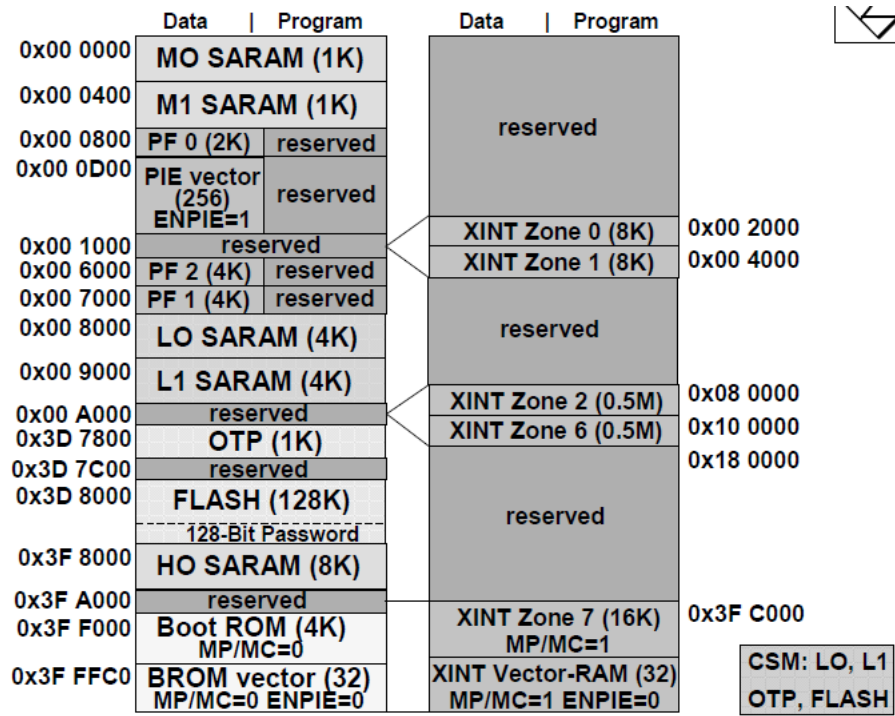 Data | Program
0x00 0000
MO SARAM (1K)
0x00 0400
M1 SARAM (1K)
0x00 0800
PF 0 (2K)
reserved
0x00 0D00
PIE vector
(256)
ENPIE=1
reserved
0x00 1000
reserved
0x00 6000
PF 2 (4K)
reserved
0x00 7000
PF 1 (4K)
reserved
0x00 8000
LO SARAM (4K)
0x00 9000
L1 SARAM (4K)
0x00 A000
reserved
0x3D 7800
OTP (1K)
0x3D 7C00
reserved
0x3D 8000
FLASH (128K)
128-Bit Password
0x3F 8000
HO SARAM (8K)
0x3F A000
reserved
0x3F F000
Boot ROM (4K)
MP/MC=0
0x3F FFC0
BROM vector (32)
MP/MC=0 ENPIE=0
Data | Program
reserved
XINT Zone 0 (8K)
0x00 2000
XINT Zone 1 (8K)
0x00 4000
reserved
XINT Zone 2 (0.5M)
0x08 0000
XINT Zone 6 (0.5M)
0x10 0000
0x18 0000
reserved
XINT Zone 7 (16K)
MP/MC=1
0x3F C000
XINT Vector-RAM (32)
MP/MC=1 ENPIE=0
CSM: LO, L1
OTP, FLASH